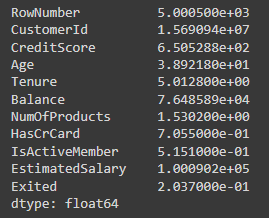 RowNumber 5.000500e+03
CustomerId 1.569094e+07
CreditScore 6.505288e+02
Age 3.892180e+01
Tenure 5.012800e+00
Balance 7.648589e+04
NumOfProducts 1.530200e+00
HasCrCard 7.055000e-01
IsActiveMember 5.151000e-01
EstimatedSalary 1.000902e+05
Exited 2.037000e-01
dtype: float64